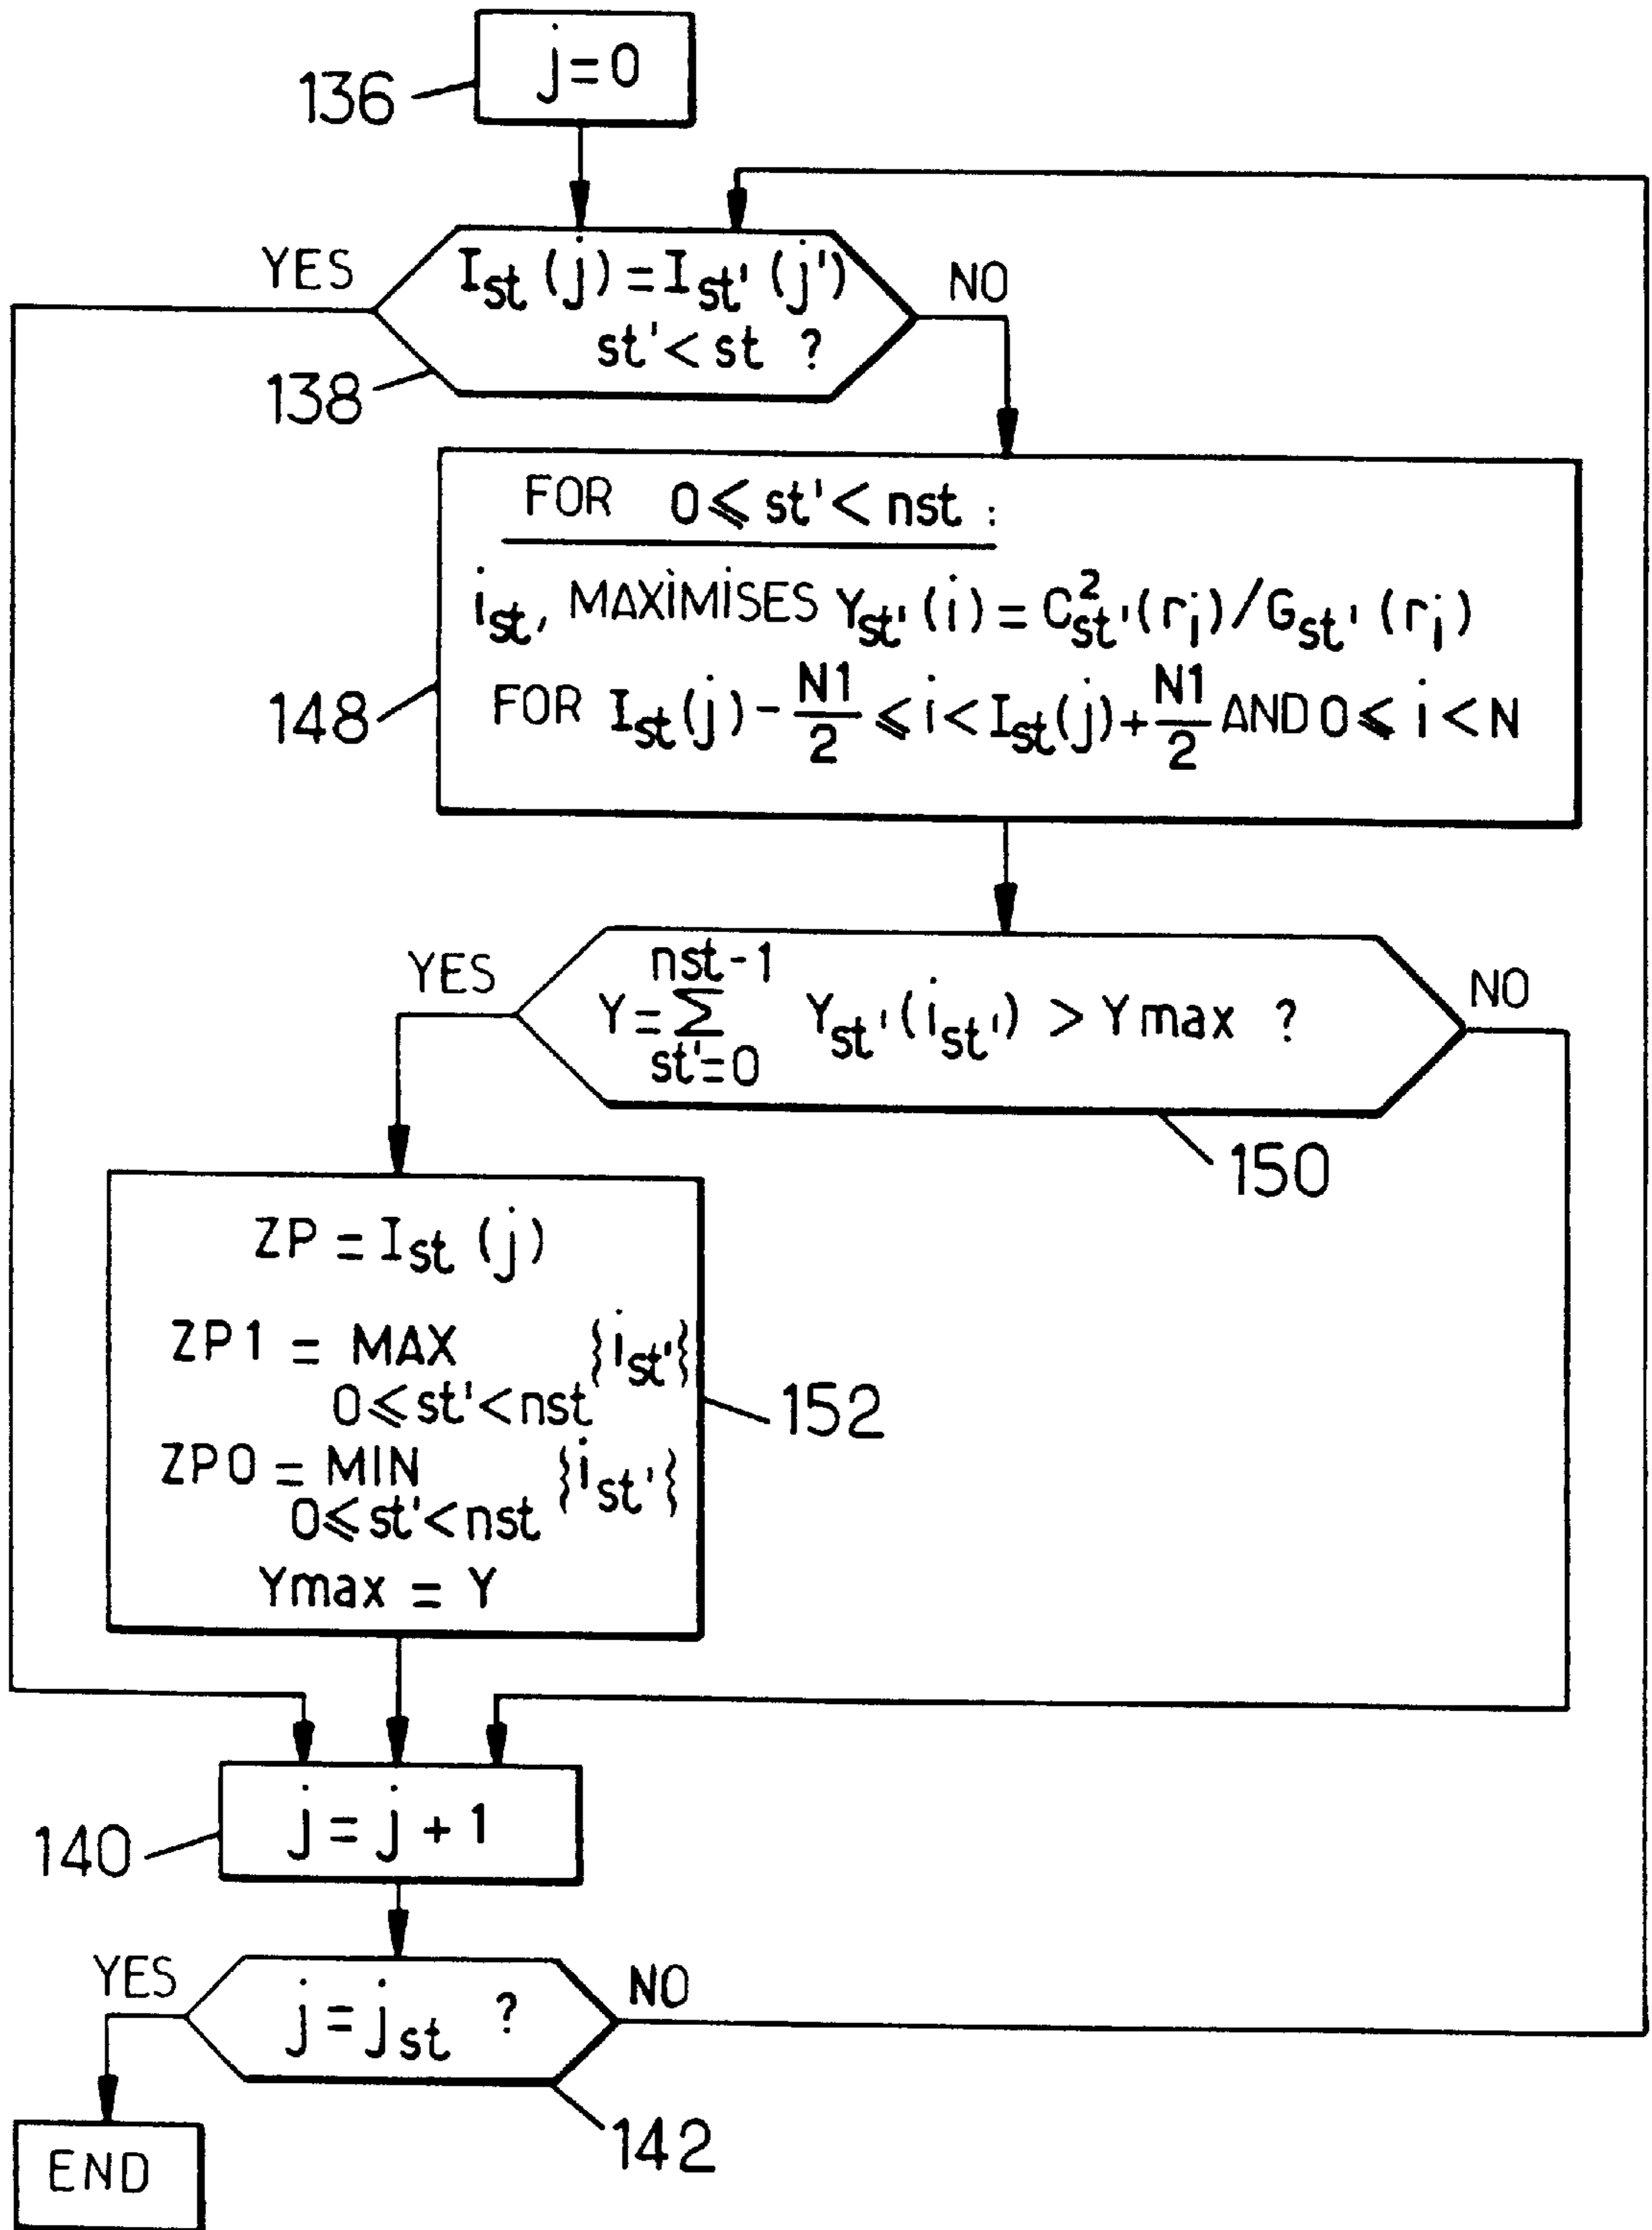 j=0
136
YES
I_st (j) = I_st' (j')
NO
st' < st ?
138
FOR 0 ⩽ st' < nst :
i_st, MAXIMISES Y_st' (i) = C²_st' (r_i) / G_st' (r_i)
148
FOR I_st(j) - N1/2 ⩽ i < I_st(j) + N1/2 AND 0 ⩽ i < N
YES
Y = Σ_{st'=0}^{nst-1} Y_st' (i_st') > Ymax ?
NO
150
ZP = I_st (j)
ZP1 = MAX {i_st'}
0 ⩽ st' < nst
152
ZP0 = MIN {i_st'}
0 ⩽ st' < nst
Ymax = Y
j = j + 1
140
YES
j = j_st ?
NO
142
END